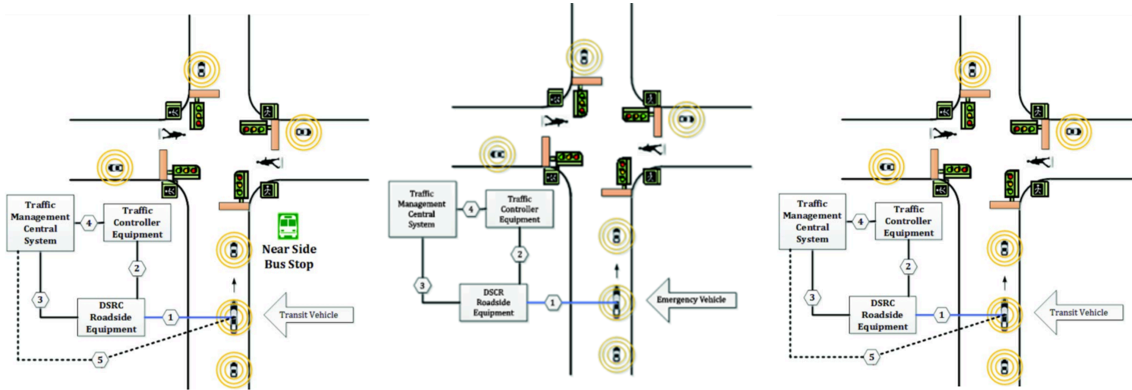 Traffic
Management
Central
System
4
Traffic
Controller
Equipment
2
3
DSRC
Roadside
Equipment
1
5
Near Side
Bus Stop
Transit Vehicle
Traffic
Management
Central
System
4
Traffic
Controller
Equipment
2
3
DSCR
Roadside
Equipment
1
Emergency Vehicle
Traffic
Management
Central
System
4
Traffic
Controller
Equipment
2
3
DSRC
Roadside
Equipment
1
5
Transit Vehicle